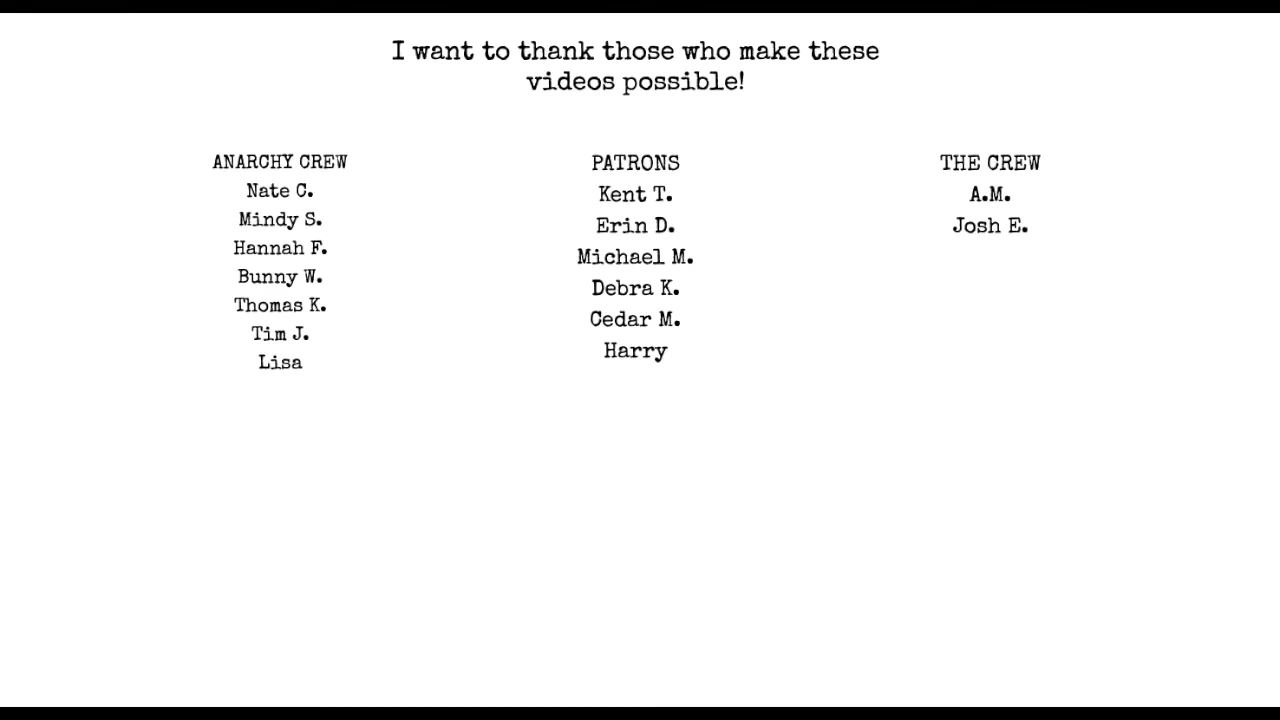 I want to thank those who make these
videos possible!
ANARCHY CREW
Nate C.
Mindy S.
Hannah F.
Bunny W.
Thomas K.
Tim J.
Lisa
PATRONS
Kent T.
Erin D.
Michael M.
Debra K.
Cedar M.
Harry
THE CREW
A.M.
Josh E.